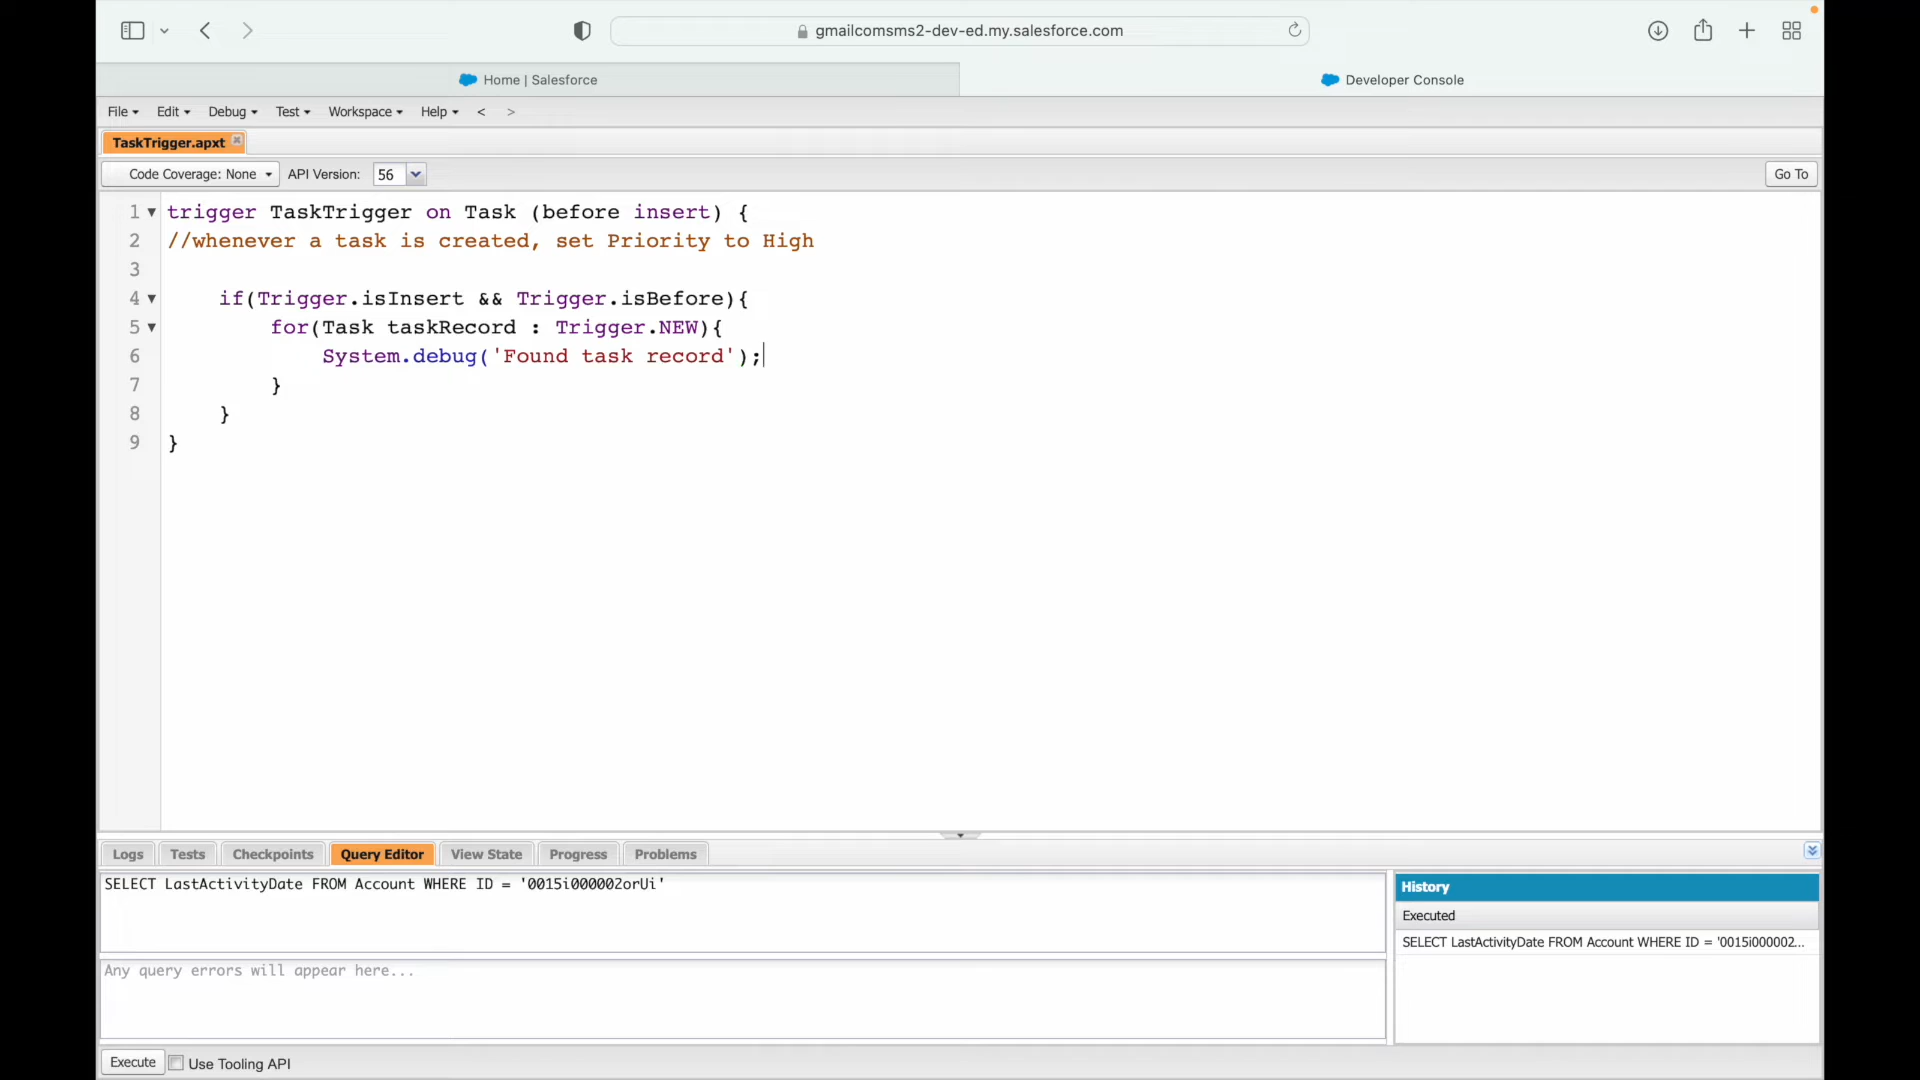 gmailcomsms2-dev-ed.my.salesforce.com
Home | Salesforce
Developer Console
File Edit Debug Test Workspace Help < >
TaskTrigger.apxt
Code Coverage: None API Version: 56 Go To
1 trigger TaskTrigger on Task (before insert) {
2 //whenever a task is created, set Priority to High
3
4 if(Trigger.isInsert && Trigger.isBefore){
5 for(Task taskRecord : Trigger.NEW){
6 System.debug('Found task record');
7 }
8 }
9 }
Logs Tests Checkpoints Query Editor View State Progress Problems
SELECT LastActivityDate FROM Account WHERE ID = '0015i000002orUi'
Any query errors will appear here...
History
Executed
SELECT LastActivityDate FROM Account WHERE ID = '0015i000002...
Execute Use Tooling API